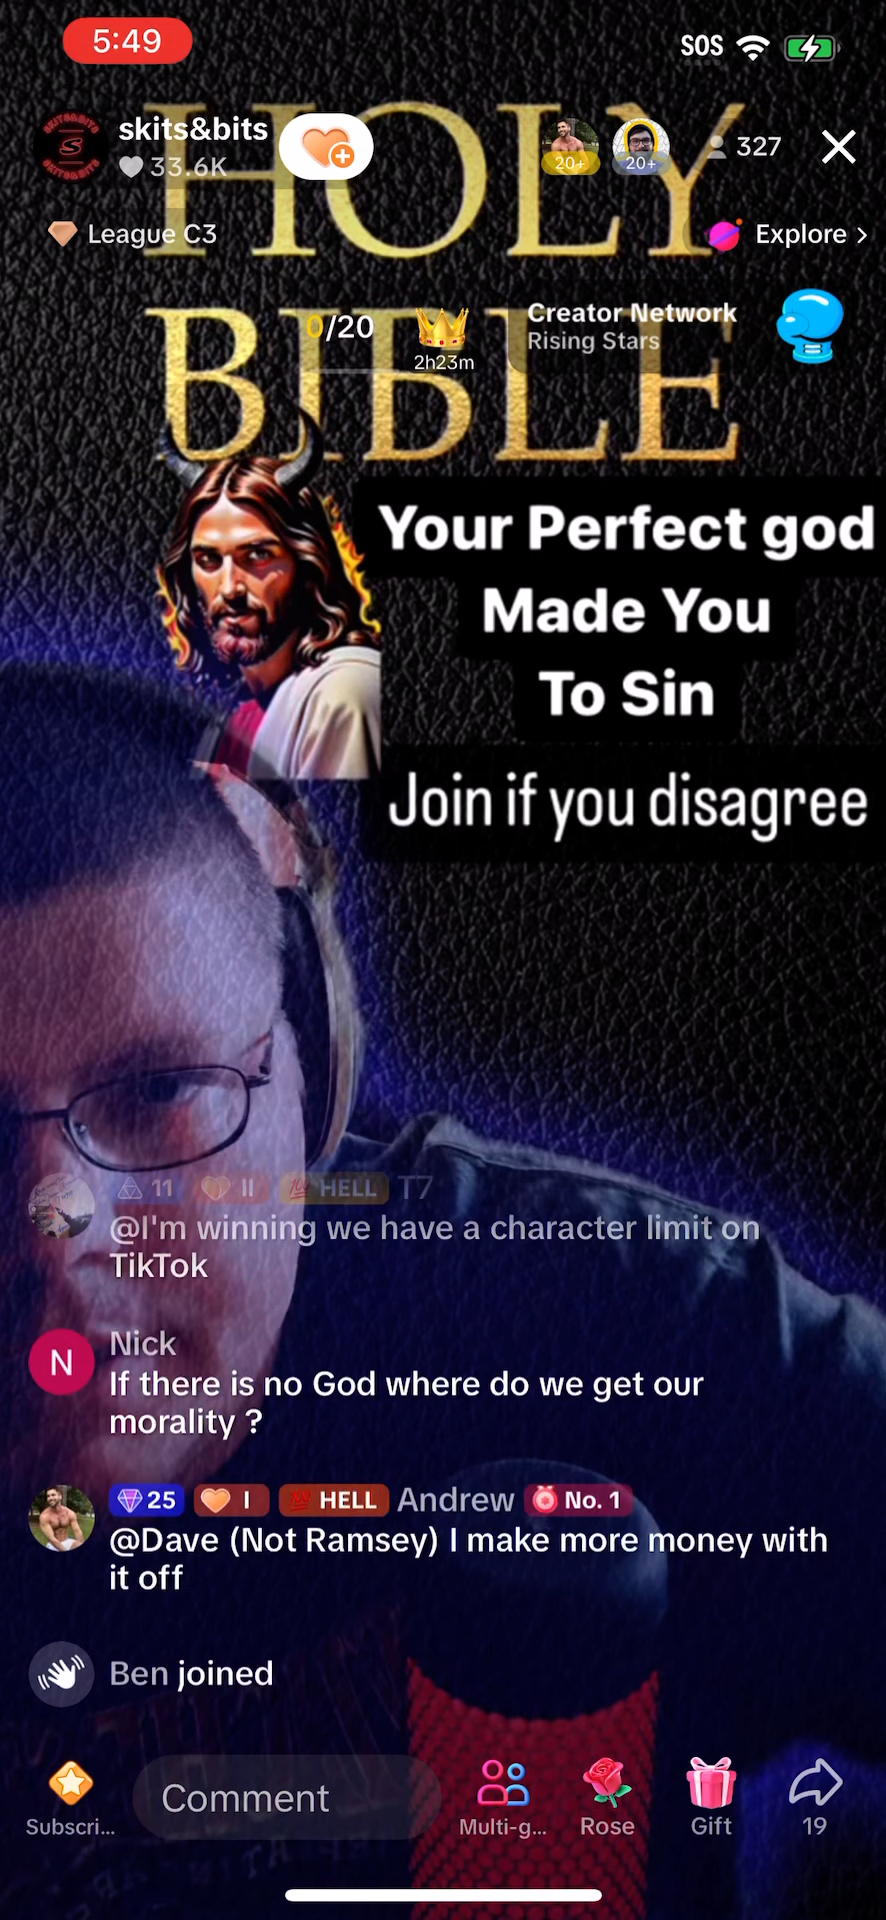 5:49
SOS
HOLY
BIBLE
skits&bits
33.6K
20+
20+
327
League C3
Explore >
0/20
2h23m
Creator Network
Rising Stars
Your Perfect god
Made You
To Sin
Join if you disagree
11
II
HELL
T7
@I'm winning we have a character limit on
TikTok
N
Nick
If there is no God where do we get our
morality ?
25
I
HELL
Andrew
No. 1
@Dave (Not Ramsey) I make more money with
it off
Ben joined
Subscri...
Comment
Multi-g...
Rose
Gift
19